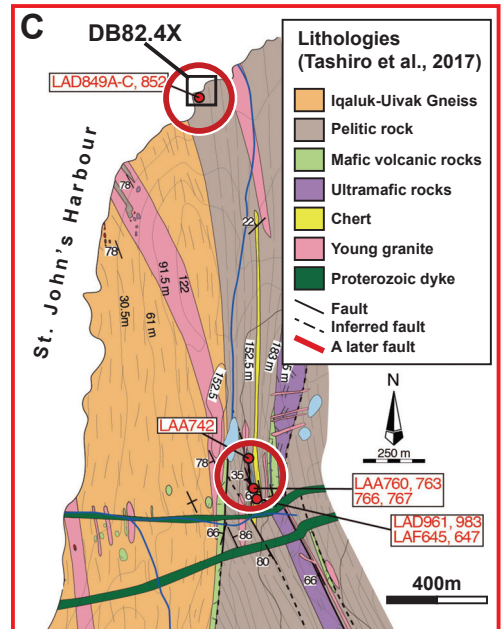 C
DB82.4X
LAD849A-C, 852
Lithologies
(Tashiro et al., 2017)
Iqaluk-Uivak Gneiss
Pelitic rock
Mafic volcanic rocks
Ultramafic rocks
Chert
Young granite
Proterozoic dyke
Fault
Inferred fault
A later fault
St. John's Harbour
78
78
22
122
91.5 m
61 m
30.5m
152.5
152.5 m
183 m
5 m
N
250 m
LAA742
78
35
6
LAA760, 763
766, 767
LAD961, 983
LAF645, 647
66
86
80
66
400m